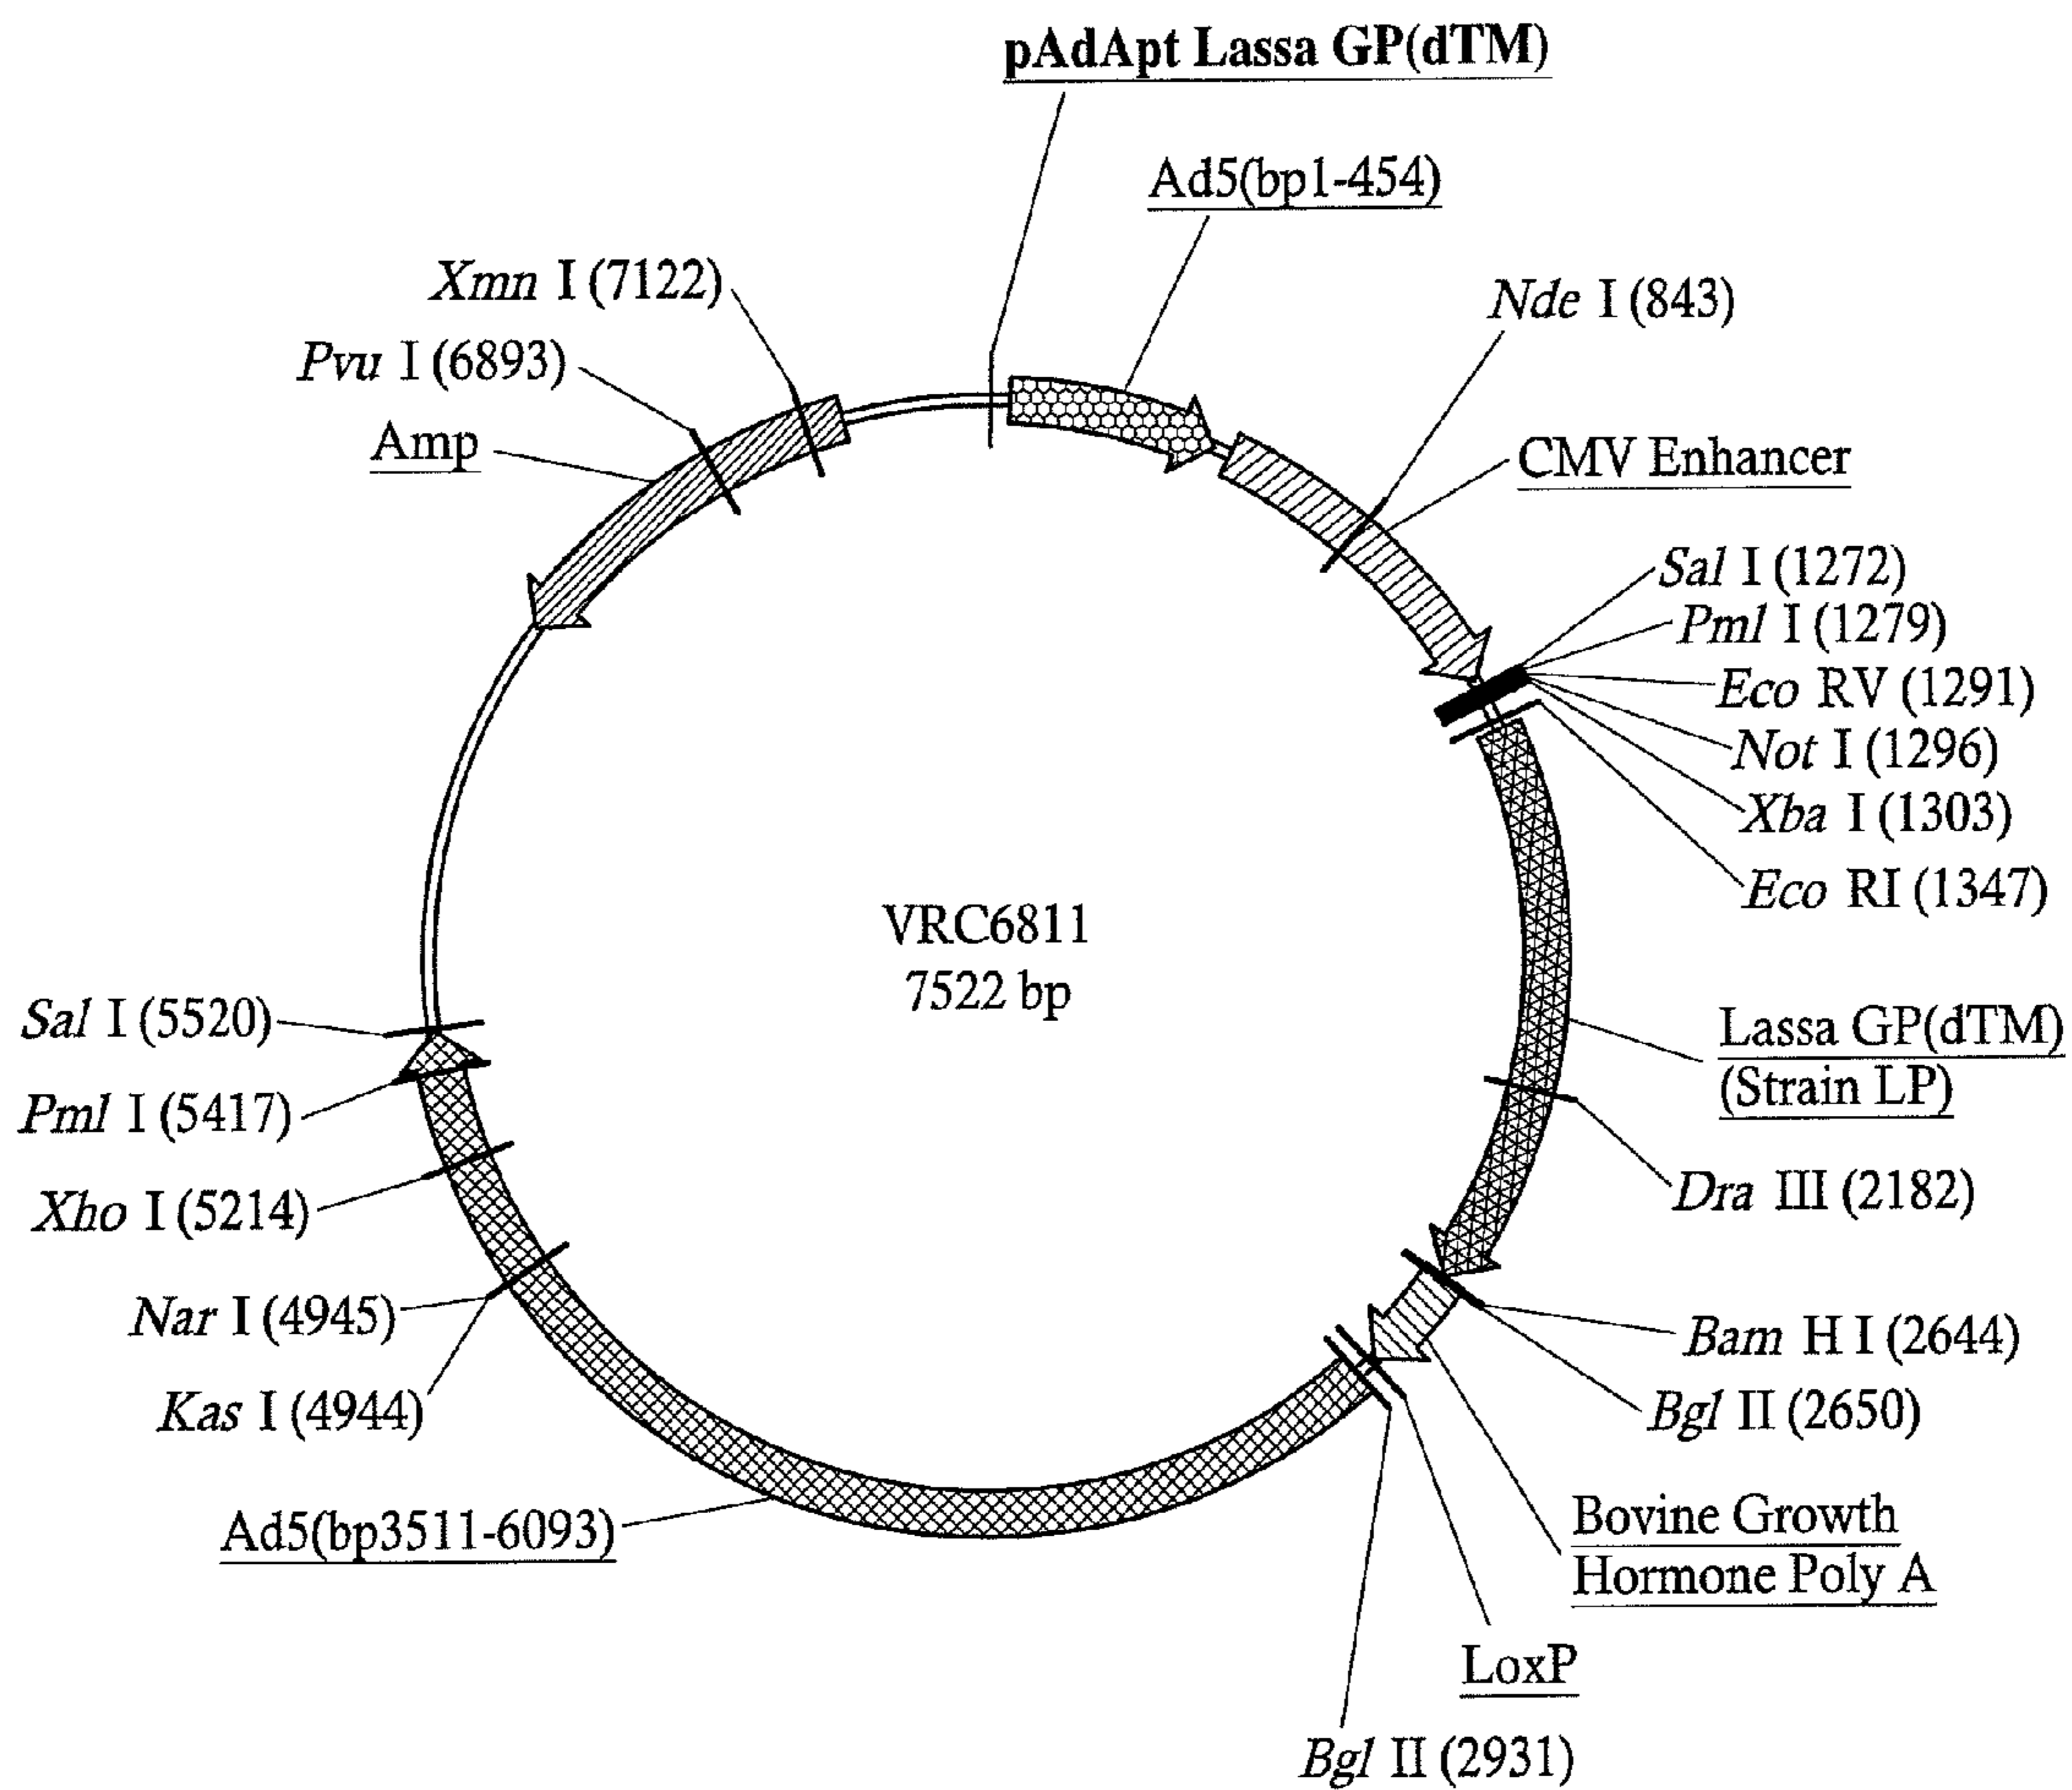 pAdApt Lassa GP(dTM)
Ad5(bp1-454)
Xmn I (7122)
Nde I (843)
Pvu I (6893)
Amp
CMV Enhancer
Sal I (1272)
Pml I (1279)
Eco RV (1291)
Not I (1296)
Xba I (1303)
Eco RI (1347)
VRC6811
7522 bp
Sal I (5520)
Lassa GP(dTM)
(Strain LP)
Pml I (5417)
Dra III (2182)
Xho I (5214)
Nar I (4945)
Bam H I (2644)
Kas I (4944)
Bgl II (2650)
Ad5(bp3511-6093)
Bovine Growth
Hormone Poly A
LoxP
Bgl II (2931)